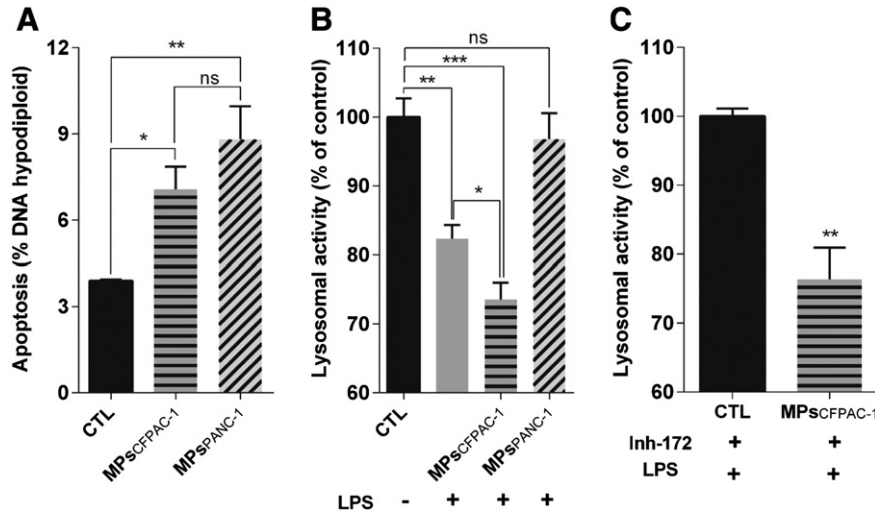 A
Apoptosis (% DNA hypodiploid)
12
9
6
3
0
**
ns
*
CTL
MPsCFPAC-1
MPsPANC-1
B
Lysosomal activity (% of control)
110
100
90
80
70
60
ns
***
**
*
CTL
MPsCFPAC-1
MPsPANC-1
LPS - + + +
C
Lysosomal activity (% of control)
110
100
90
80
70
60
**
CTL MPsCFPAC-1
Inh-172 + +
LPS + +